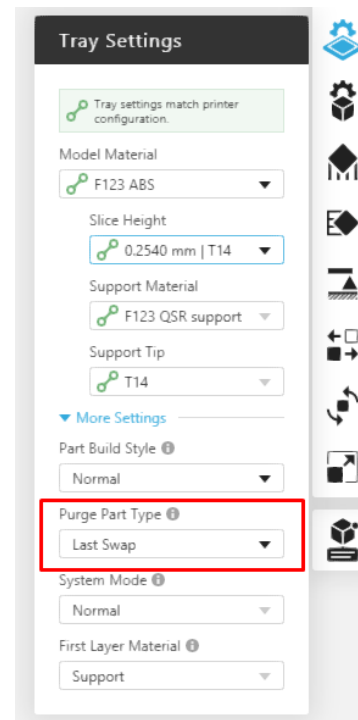 Tray Settings
Tray settings match printer
configuration.
Model Material
F123 ABS
Slice Height
0.2540 mm | T14
Support Material
F123 QSR support
Support Tip
T14
More Settings
Part Build Style
Normal
Purge Part Type
Last Swap
System Mode
Normal
First Layer Material
Support